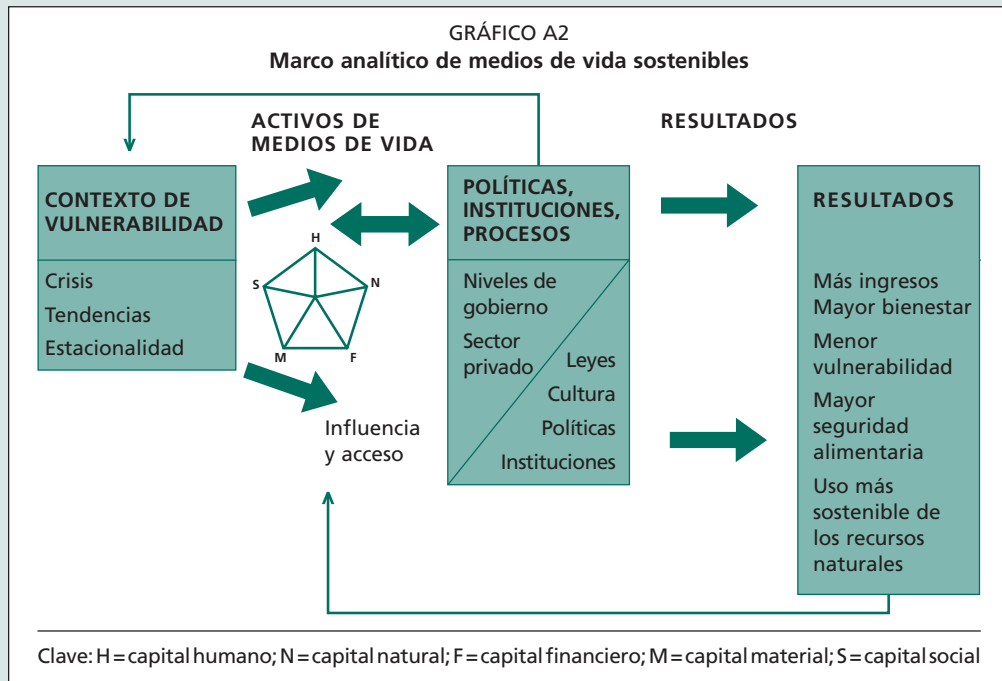 GRÁFICO A2
Marco analítico de medios de vida sostenibles
ACTIVOS DE
MEDIOS DE VIDA
RESULTADOS
CONTEXTO DE
VULNERABILIDAD
Crisis
Tendencias
Estacionalidad
H
S
N
M
F
Influencia
y acceso
POLÍTICAS,
INSTITUCIONES,
PROCESOS
Niveles de
gobierno
Sector
privado
Leyes
Cultura
Políticas
Instituciones
RESULTADOS
Más ingresos
Mayor bienestar
Menor
vulnerabilidad
Mayor
seguridad
alimentaria
Uso más
sostenible de
los recursos
naturales
Clave: H = capital humano; N = capital natural; F = capital financiero; M = capital material; S = capital social